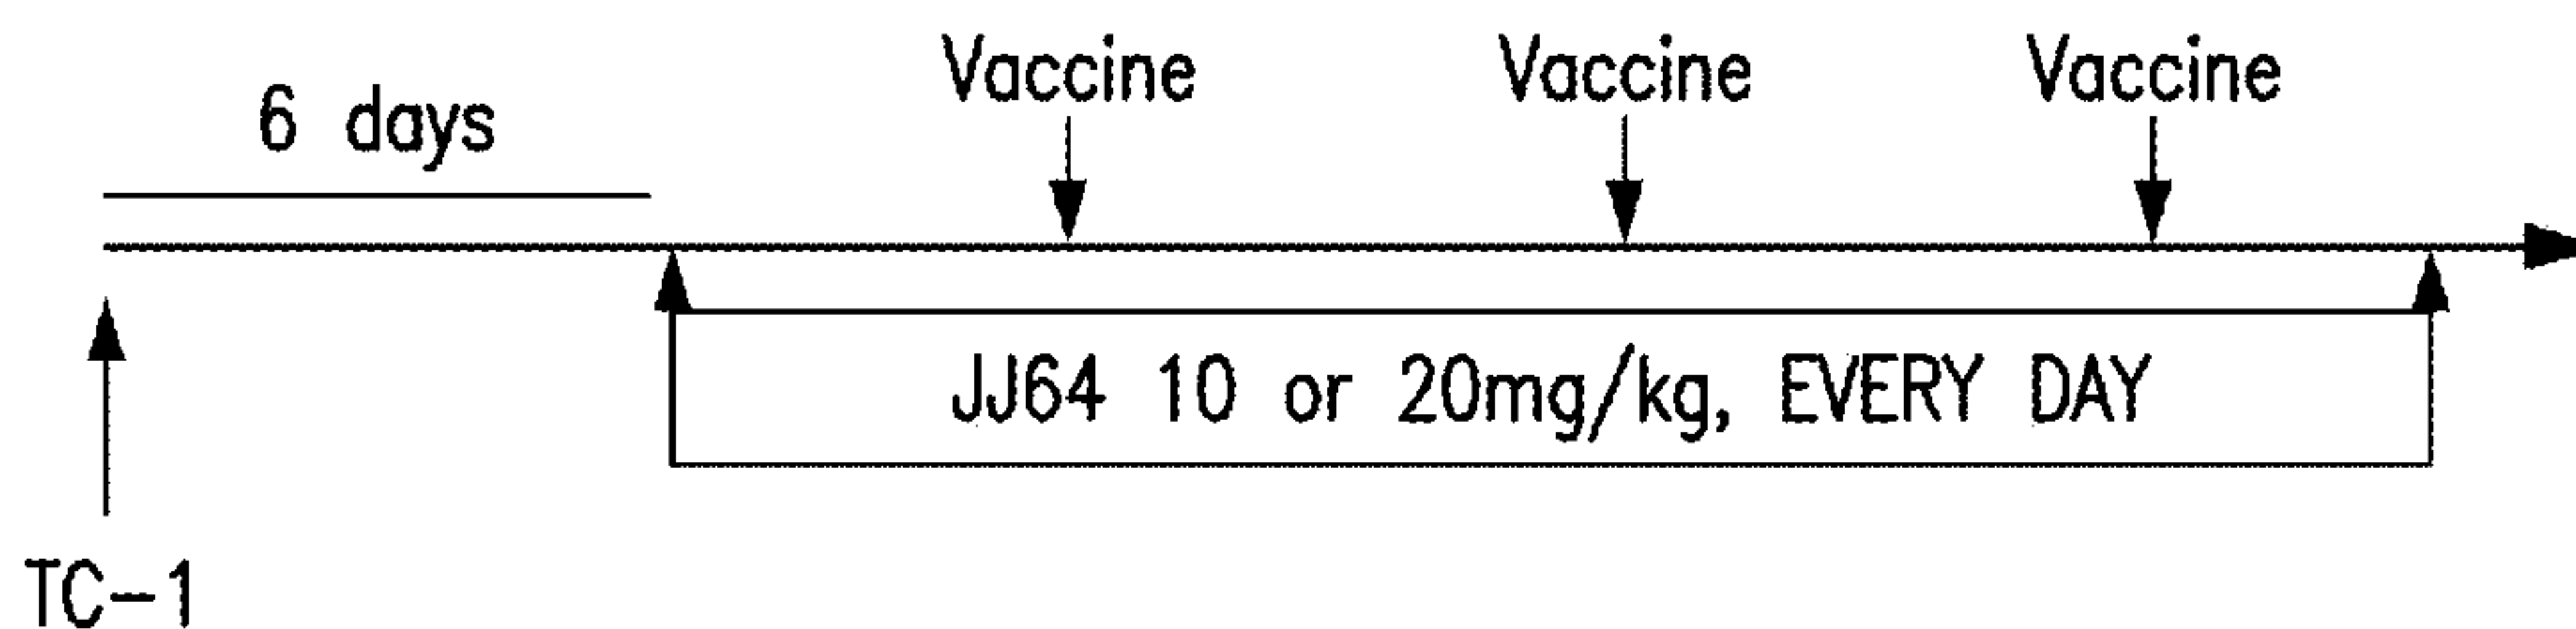 Vaccine Vaccine Vaccine
6 days
JJ64 10 or 20mg/kg, EVERY DAY
TC-1